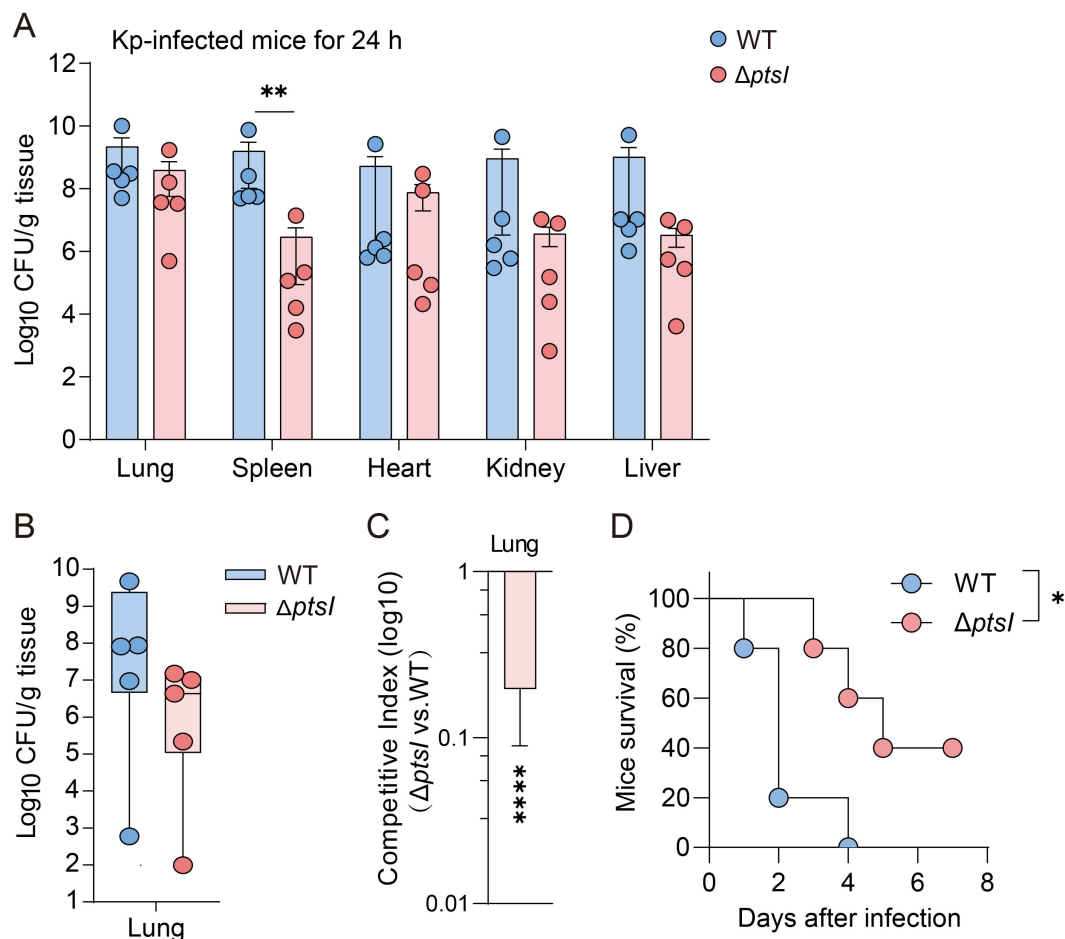 A
Kp-infected mice for 24 h
WT
ΔptsI
Log10 CFU/g tissue
12
10
8
6
4
2
0
**
Lung
Spleen
Heart
Kidney
Liver
B
WT
ΔptsI
Log10 CFU/g tissue
10
9
8
7
6
5
4
3
2
1
Lung
C
Lung
Competitive Index (log10)
(ΔptsI vs.WT)
1
0.1
0.01
****
D
WT
ΔptsI
*
Mice survival (%)
100
80
60
40
20
0
0
2
4
6
8
Days after infection